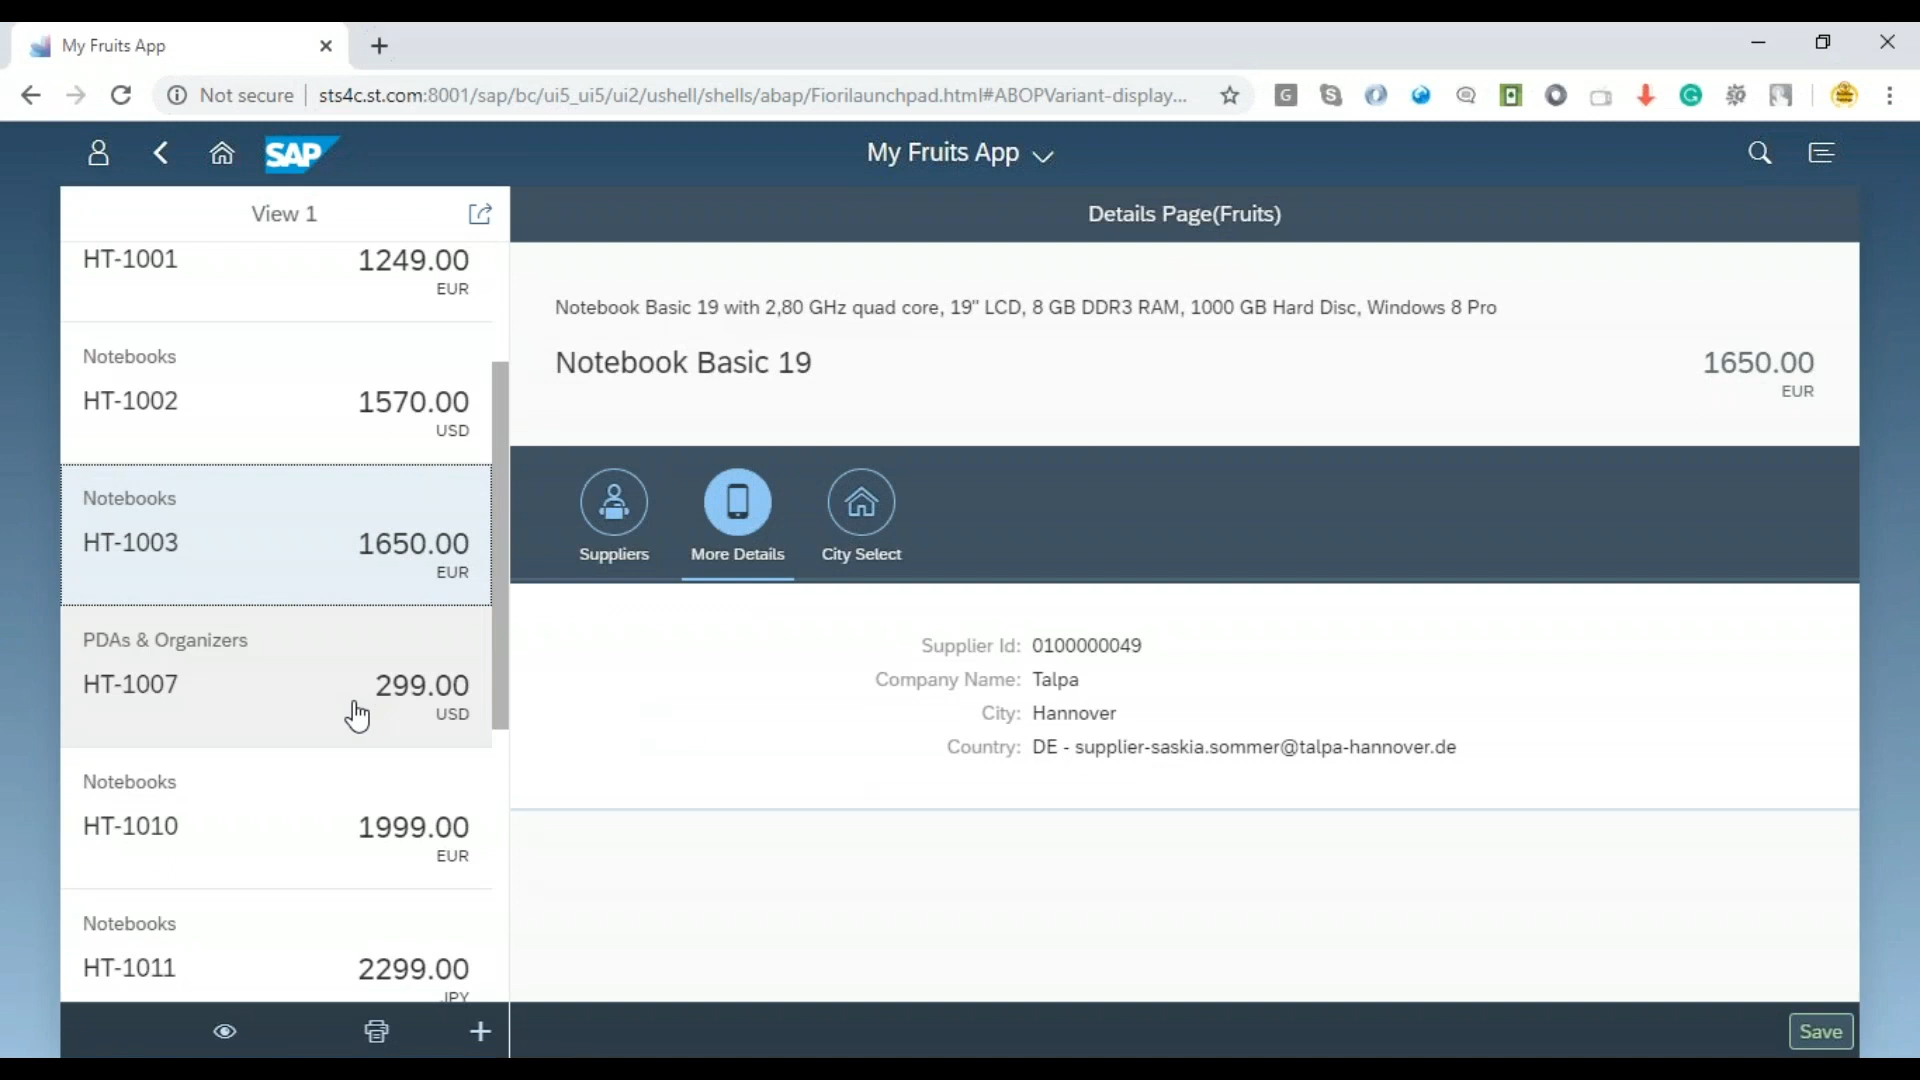 My Fruits App
Not secure sts4c.st.com:8001/sap/bc/ui5_ui5/ui2/ushell/shells/abap/Fiorilaunchpad.html#ABOPVariant-display...
SAP
My Fruits App
View 1
Details Page(Fruits)
HT-1001 1249.00
EUR
Notebooks
HT-1002 1570.00
USD
Notebooks
HT-1003 1650.00
EUR
PDAs & Organizers
HT-1007 299.00
USD
Notebooks
HT-1010 1999.00
EUR
Notebooks
HT-1011 2299.00
JPY
Notebook Basic 19 with 2,80 GHz quad core, 19" LCD, 8 GB DDR3 RAM, 1000 GB Hard Disc, Windows 8 Pro
Notebook Basic 19 1650.00
EUR
Suppliers More Details City Select
Supplier Id: 0100000049
Company Name: Talpa
City: Hannover
Country: DE - supplier-saskia.sommer@talpa-hannover.de
Save